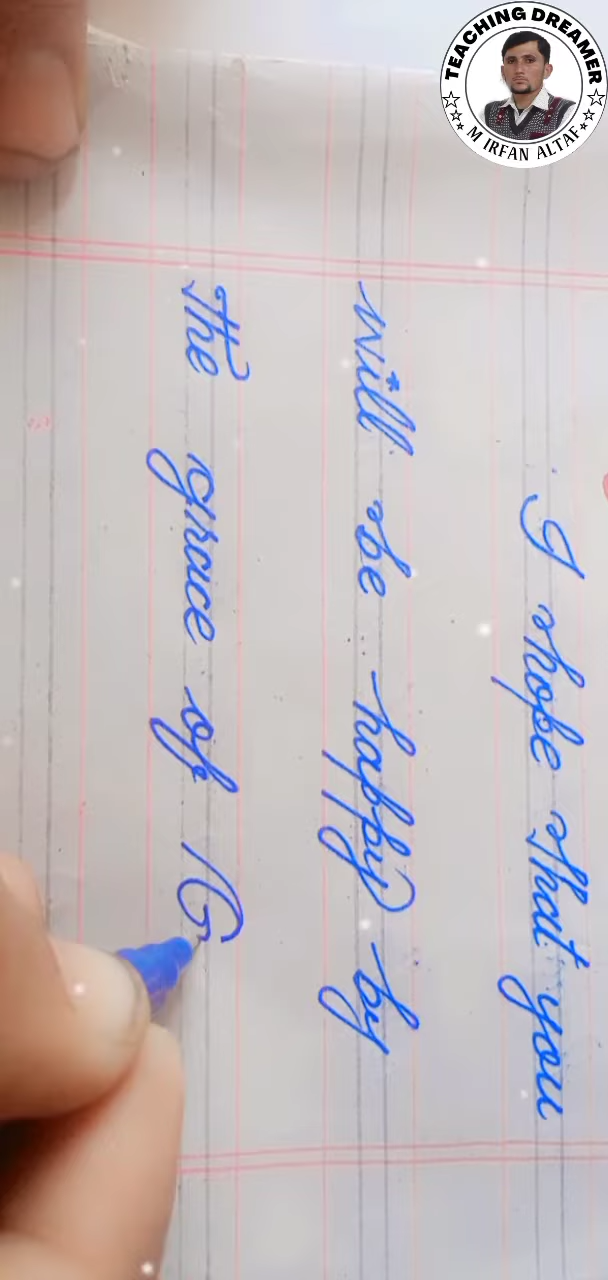 TEACHING DREAMER
M IRFAN ALTAF
I hope that you
will be happy by
the grace of G